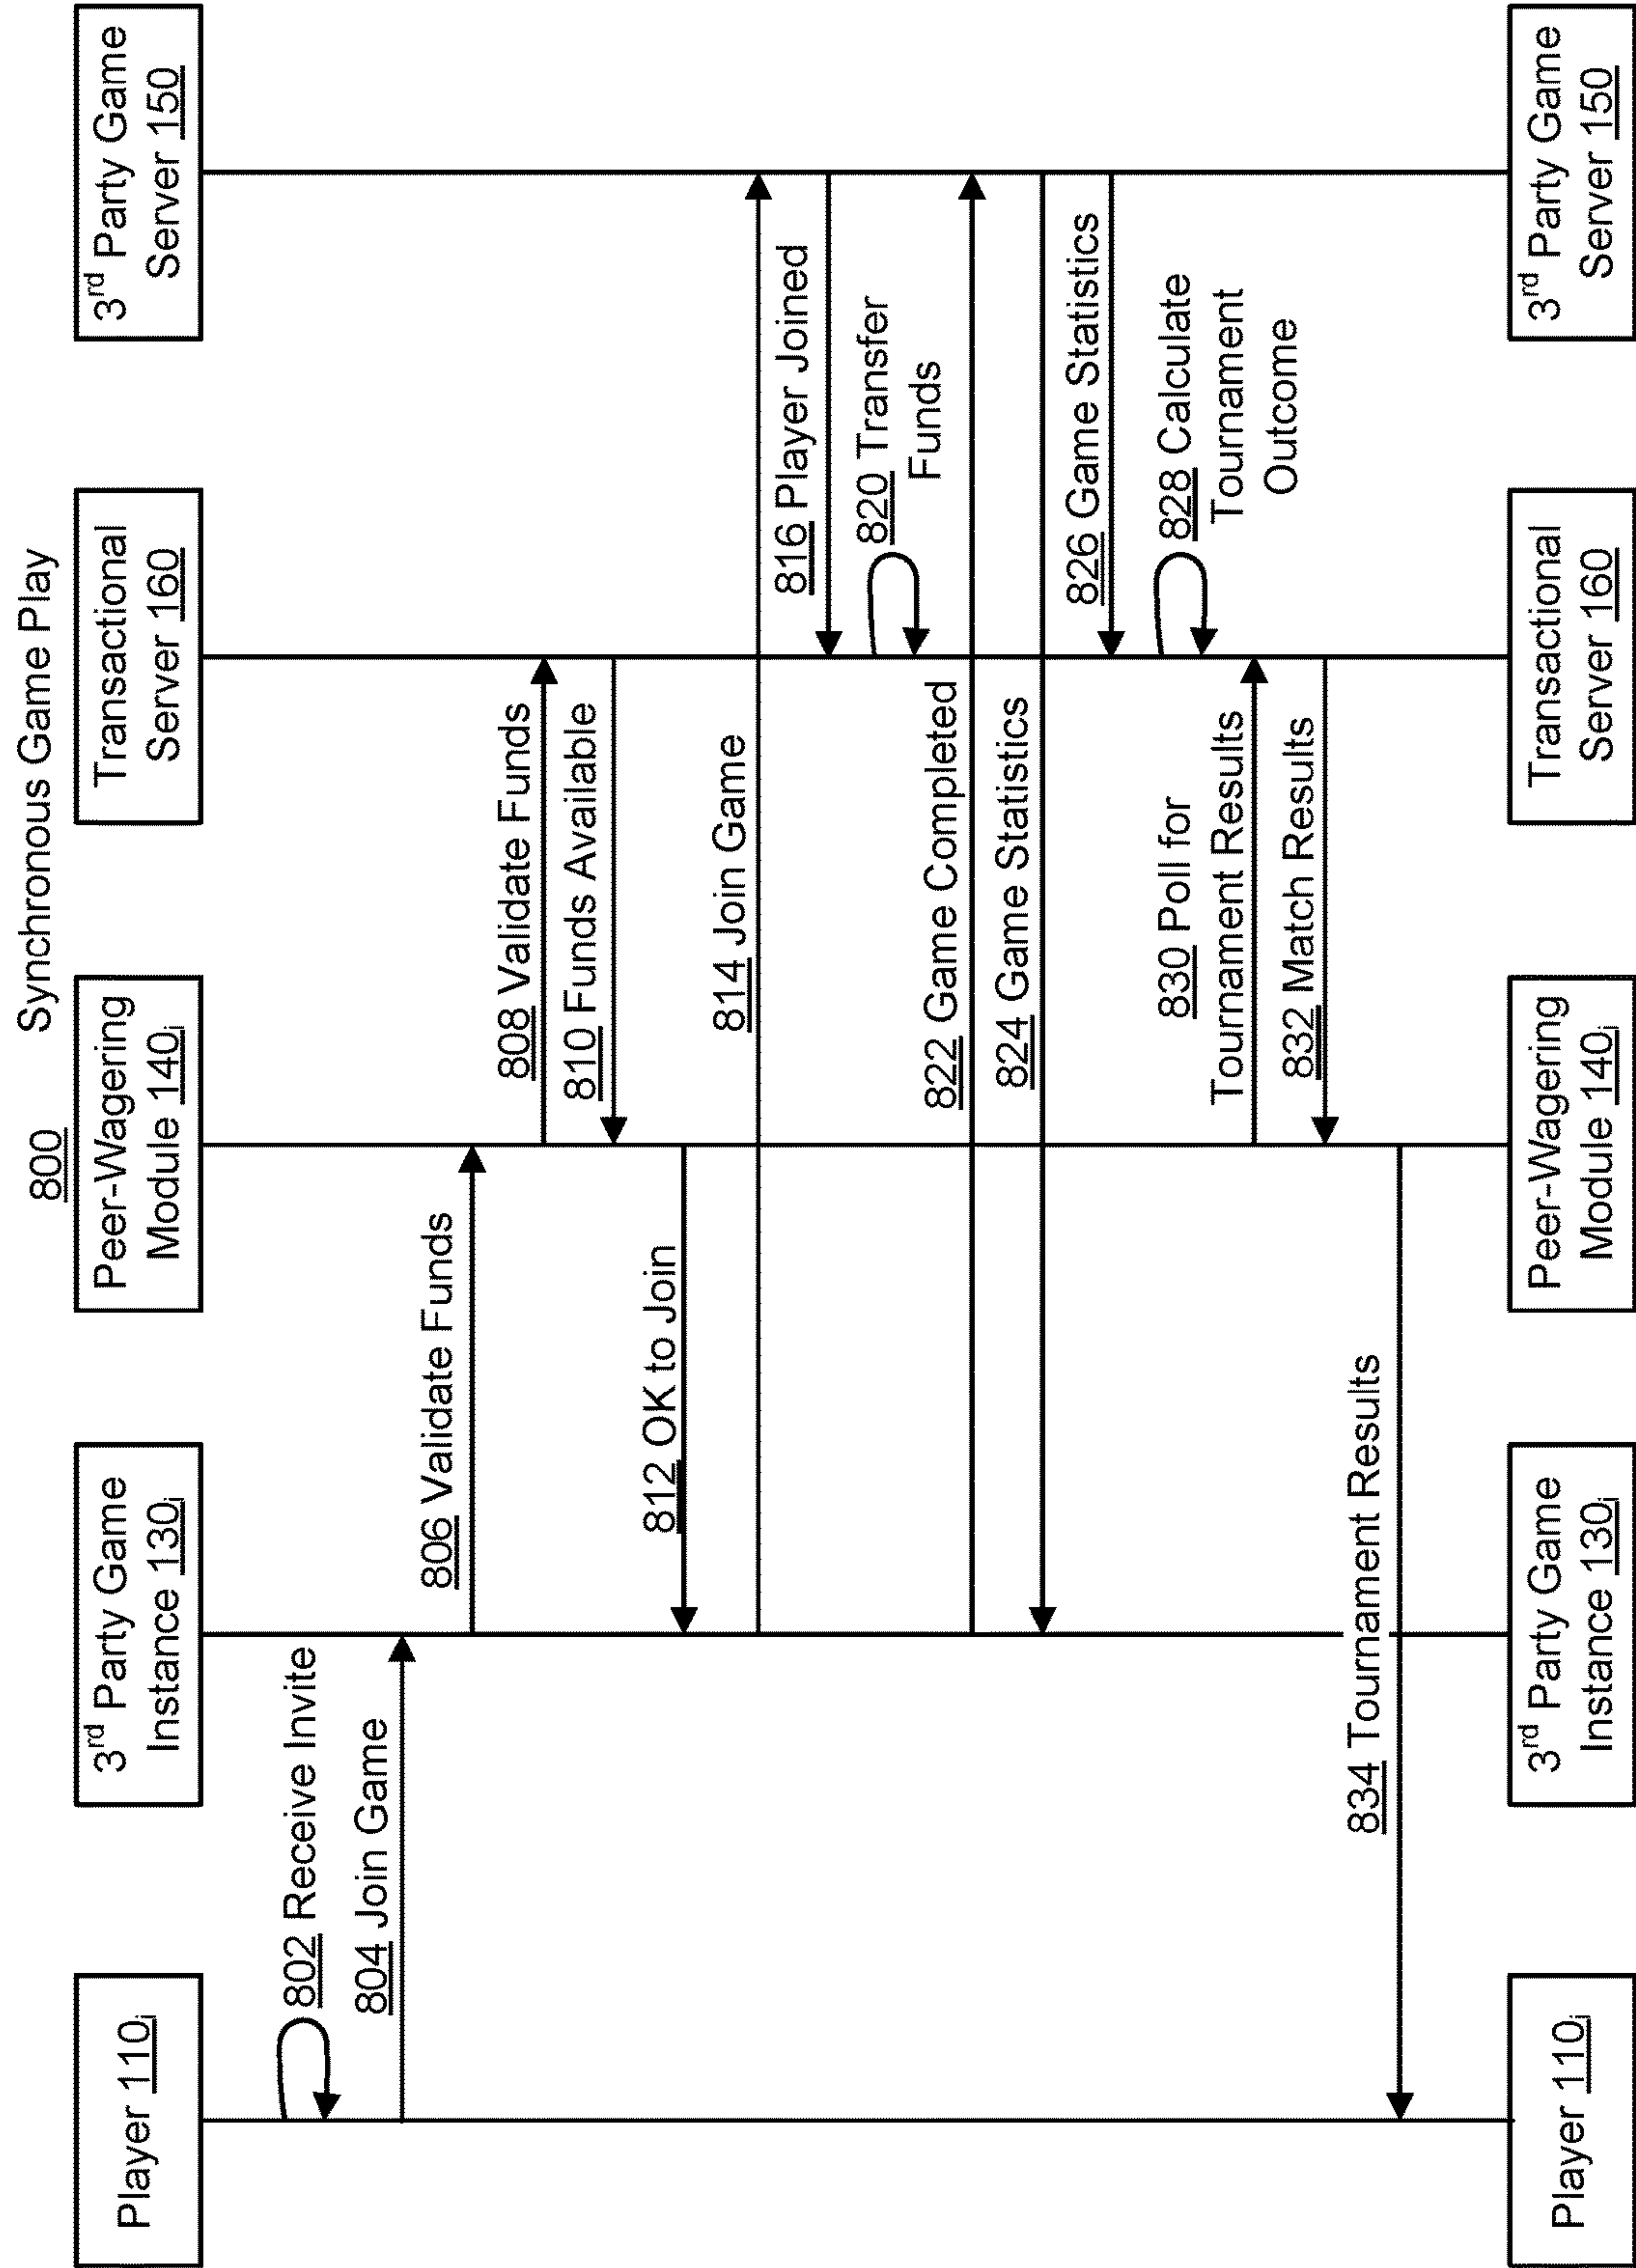 Synchronous Game Play
800
Player 110i
3rd Party Game
Instance 130i
Peer-Wagering
Module 140i
Transactional
Server 160
3rd Party Game
Server 150
802 Receive Invite
804 Join Game
806 Validate Funds
808 Validate Funds
810 Funds Available
812 OK to Join
814 Join Game
816 Player Joined
820 Transfer
Funds
822 Game Completed
824 Game Statistics
826 Game Statistics
828 Calculate
Tournament
Outcome
830 Poll for
Tournament Results
832 Match Results
834 Tournament Results
Player 110i
3rd Party Game
Instance 130i
Peer-Wagering
Module 140i
Transactional
Server 160
3rd Party Game
Server 150